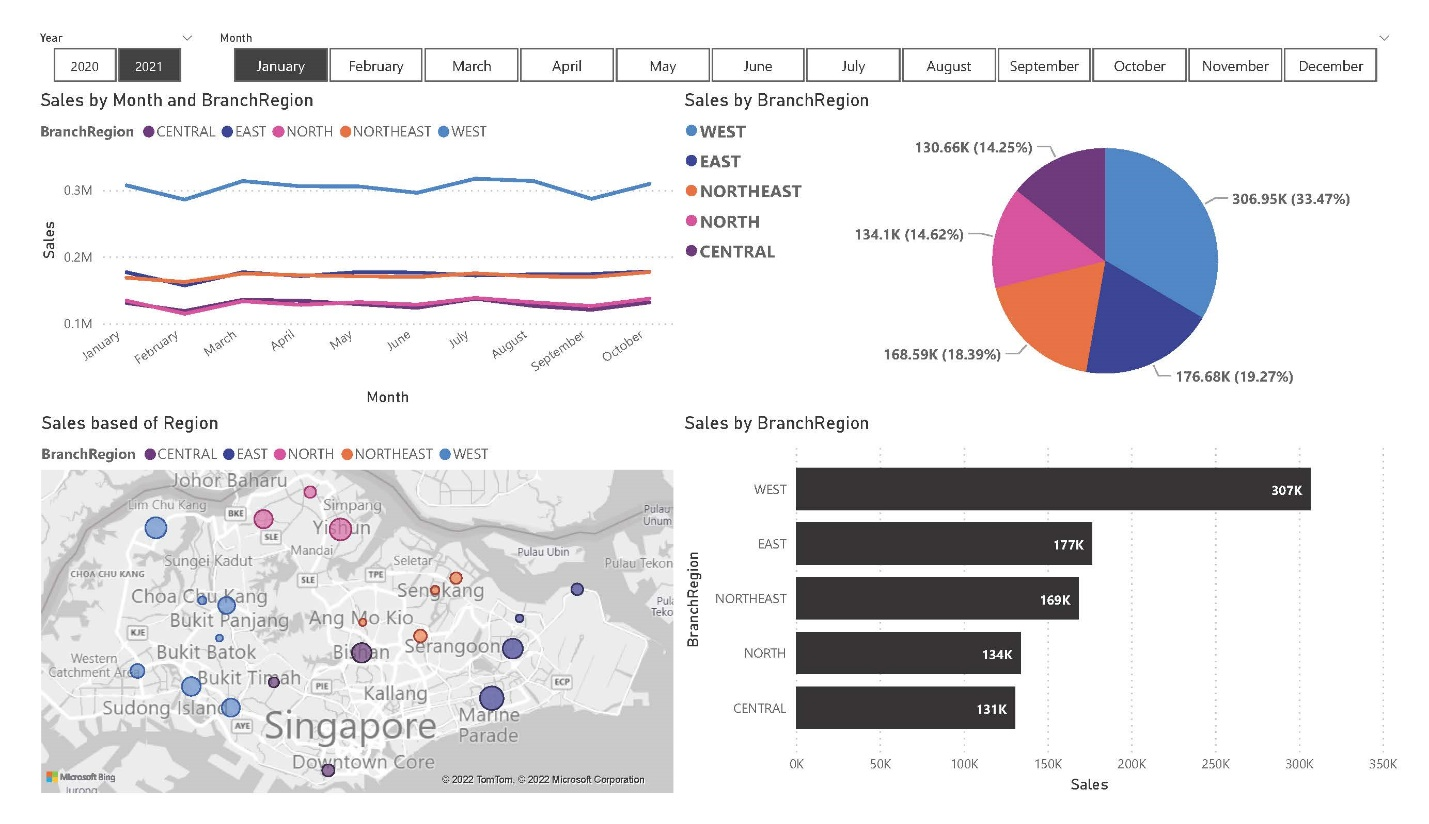 Year
Month
2020
2021
January
February
March
April
May
June
July
August
September
October
November
December
Sales by Month and BranchRegion
BranchRegion CENTRAL EAST NORTH NORTHEAST WEST
0.3M
0.2M
0.1M
Sales
January
February
March
April
May
June
July
August
September
October
Month
Sales by BranchRegion
WEST
EAST
NORTHEAST
NORTH
CENTRAL
130.66K (14.25%)
306.95K (33.47%)
134.1K (14.62%)
168.59K (18.39%)
176.68K (19.27%)
Sales based of Region
BranchRegion CENTRAL EAST NORTH NORTHEAST WEST
Johor Baharu
Lim Chu Kang
BKE
Simpang
Yishun
SLE
Mandai
Pulau
Unum
Sungei Kadut
Seletar
Pulau Ubin
Pulau Tekon
CHOA CHU KANG
SLE
TPE
Sengkang
Choa Chu Kang
Bukit Panjang
Ang Mo Kio
Pula
Teko
KJE
Bukit Batok
Serangoon
Western
Catchment Area
Bukit Timah
PIE
Kallang
ECP
Sudong Island
AYE
Singapore
Marine
Parade
Downtown Core
Microsoft Bing
© 2022 TomTom, © 2022 Microsoft Corporation
Jurong
Sales by BranchRegion
BranchRegion
WEST
307K
EAST
177K
NORTHEAST
169K
NORTH
134K
CENTRAL
131K
0K
50K
100K
150K
200K
250K
300K
350K
Sales